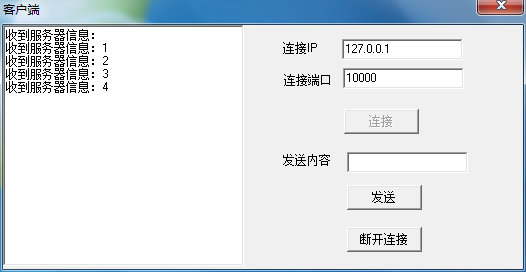 客户端
收到服务器信息：
收到服务器信息：1
收到服务器信息：2
收到服务器信息：3
收到服务器信息：4
连接IP
127.0.0.1
连接端口
10000
连接
发送内容
发送
断开连接